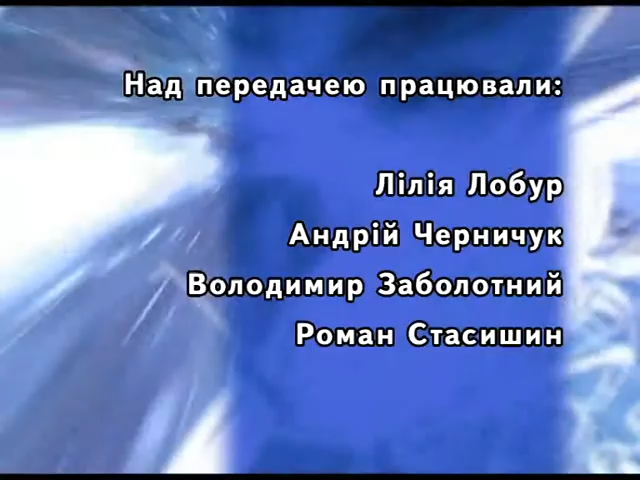 Над передачею працювали:
Лілія Лобур
Андрій Черничук
Володимир Заболотний
Роман Стасишин